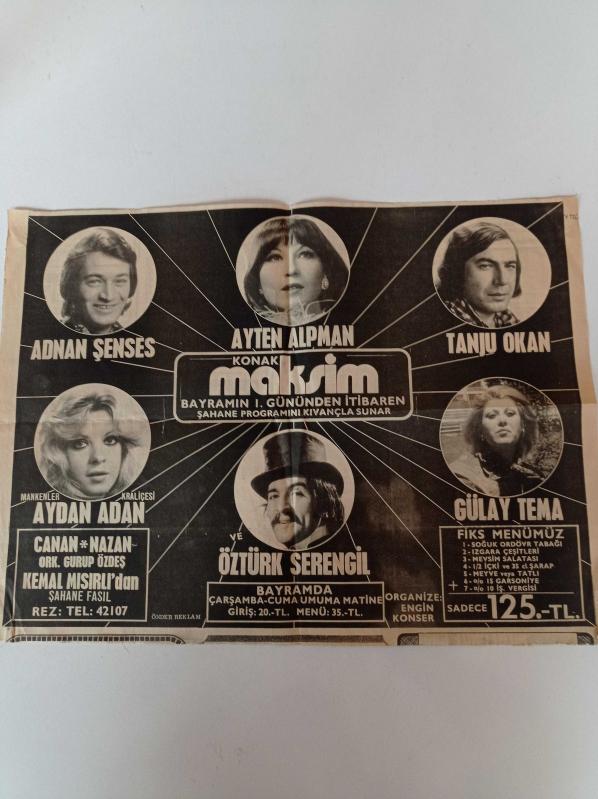 ADNAN ŞENSES
AYTEN ALPMAN
TANJU OKAN
KONAK
maksim
BAYRAMIN 1. GÜNÜNDEN İTİBAREN
ŞAHANE PROGRAMINI KIVANÇLA SUNAR
MANKENLER KRALİÇESİ
AYDAN ADAN
VE
ÖZTÜRK SERENGİL
GÜLAY TEMA
CANAN * NAZAN
ORK. GURUP ÖZDEŞ
KEMAL MISIRLI'dan
ŞAHANE FASIL
REZ: TEL: 42107
ÖNDER REKLAM
BAYRAMDA
ÇARŞAMBA-CUMA UMUMA MATİNE
GİRİŞ: 20.-TL. MENÜ: 35.-TL.
ORGANİZE:
ENGİN
KONSER
FİKS MENÜMÜZ
1 - SOĞUK ORDÖVR TABAĞI
2 - IZGARA ÇEŞİTLERİ
3 - MEVSİM SALATASI
4 - 1/2 İÇKİ ve 35 cl ŞARAP
5 - MEYVE veya TATLI
6 - %0 15 GARSONİYE
+ 7 - %0 10 İŞ. VERGİSİ
SADECE 125.-TL.